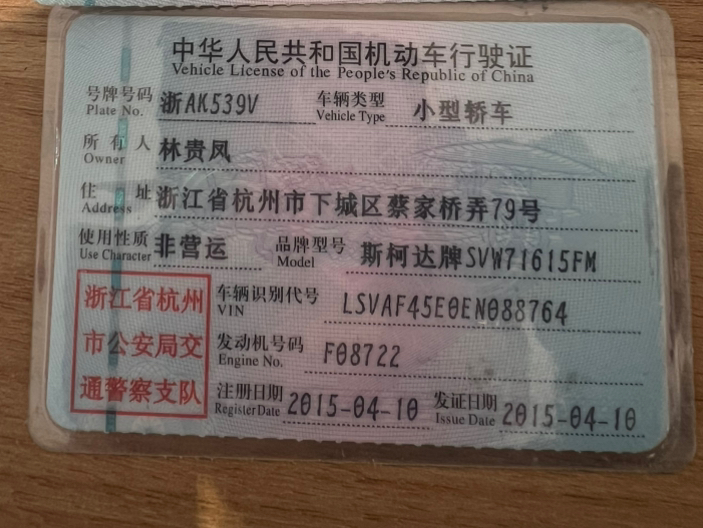 中华人民共和国机动车行驶证
Vehicle License of the People's Republic of China
号牌号码 浙AK539V 车辆类型 小型轿车
Plate No. Vehicle Type
所有人 林贵凤
Owner
住址 浙江省杭州市下城区蔡家桥弄79号
Address
使用性质 非营运 品牌型号 斯柯达牌SVW71615FM
Use Character Model
浙江省杭州
市公安局交
通警察支队
车辆识别代号 LSVAF45E0EN088764
VIN
发动机号码 F08722
Engine No.
注册日期 2015-04-10 发证日期 2015-04-10
Register Date Issue Date